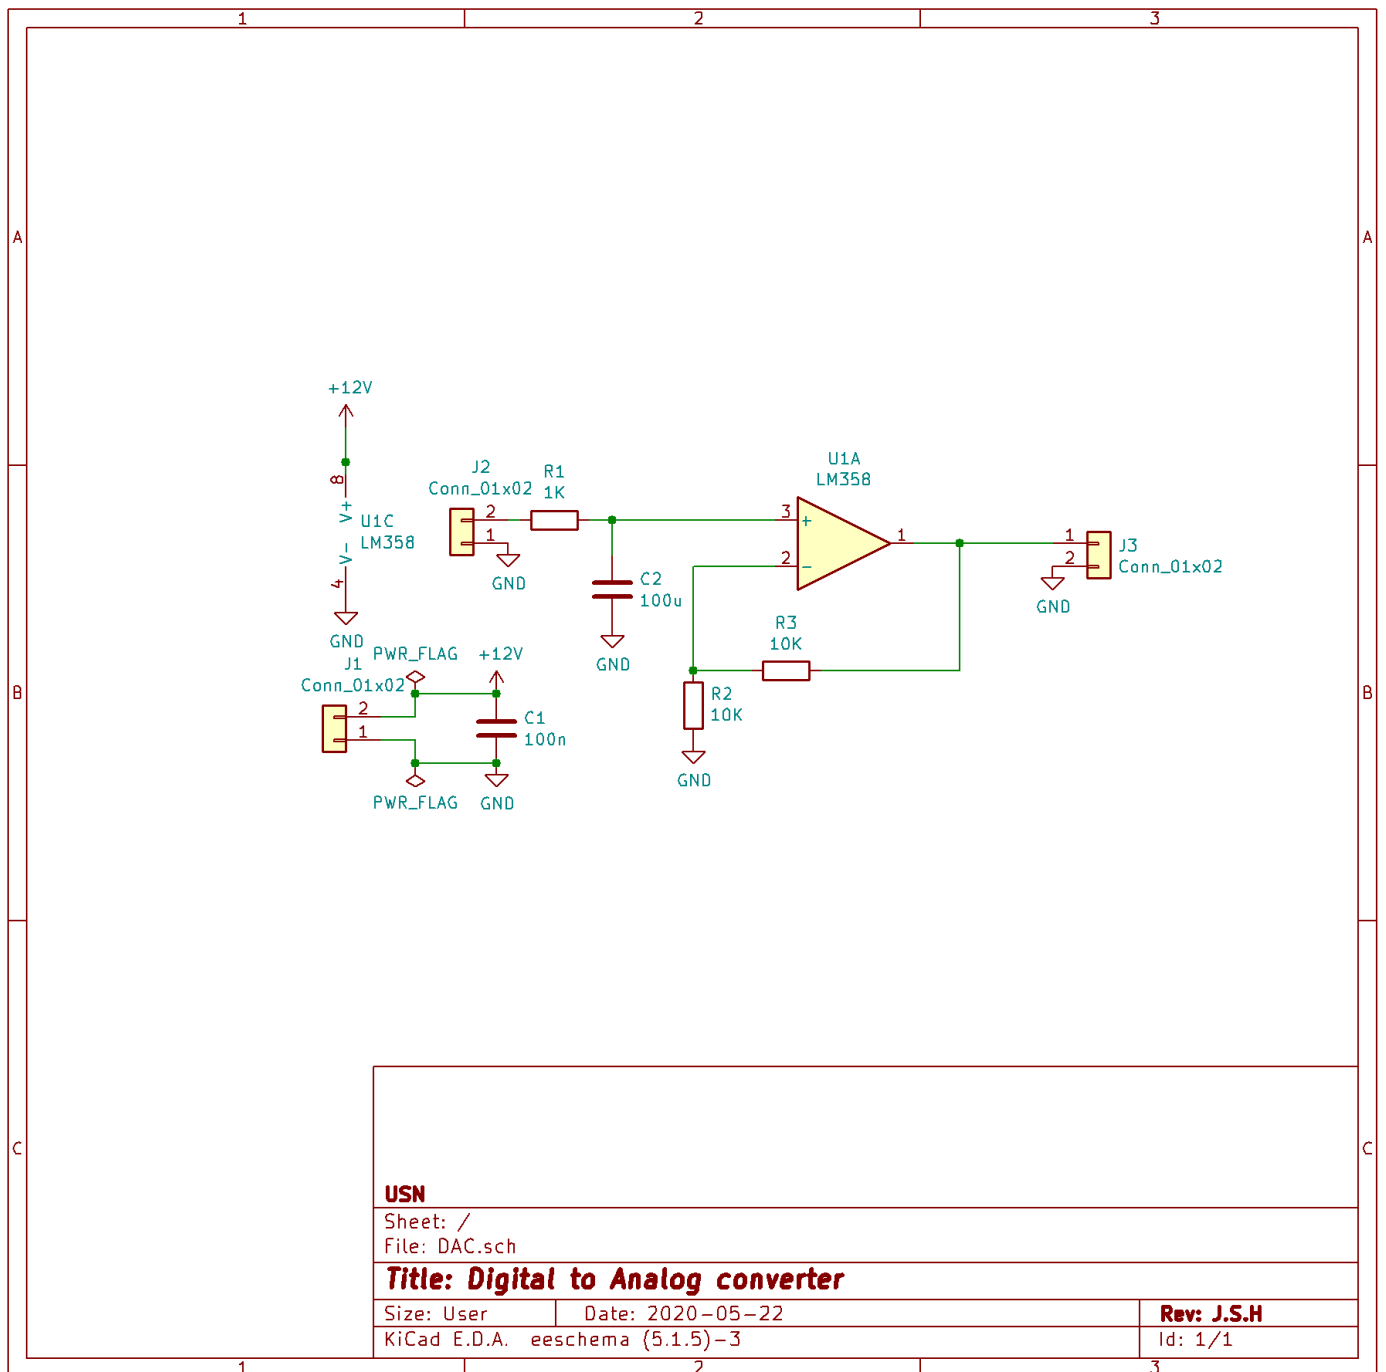 1 2 3
A A
+12V
8
V+
U1C
LM358
V-
4
GND
J2
Conn_01x02
2
1
GND
R1
1K
C2
100u
GND
U1A
LM358
3
+
2
-
1
1
2
J3
Conn_01x02
GND
R3
10K
R2
10K
GND
B B
J1
Conn_01x02
2
1
PWR_FLAG
+12V
C1
100n
PWR_FLAG
GND
C C
USN
Sheet: /
File: DAC.sch
Title: Digital to Analog converter
Size: User Date: 2020-05-22 Rev: J.S.H
KiCad E.D.A. eeschema (5.1.5)-3 Id: 1/1
1 2 3